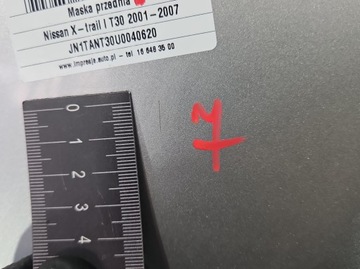 Maska przednia
Nissan X-trail I T30 2001-2007
JN1TANT30U0040620
www.impresja.auto.pl - tel 16 648 35 00
0
1
2
3
4